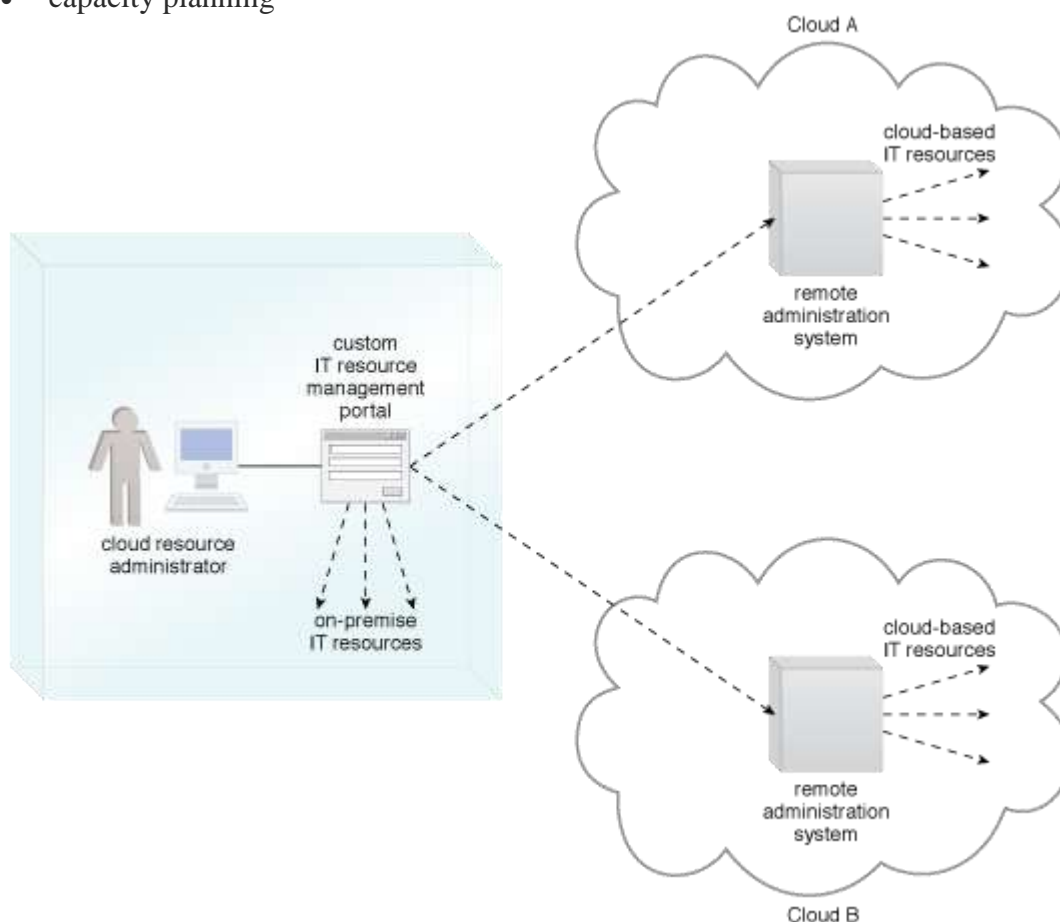 • capacity planning
Cloud A
cloud-based
IT resources
remote
administration
system
custom
IT resource
management
portal
cloud resource
administrator
on-premise
IT resources
cloud-based
IT resources
remote
administration
system
Cloud B